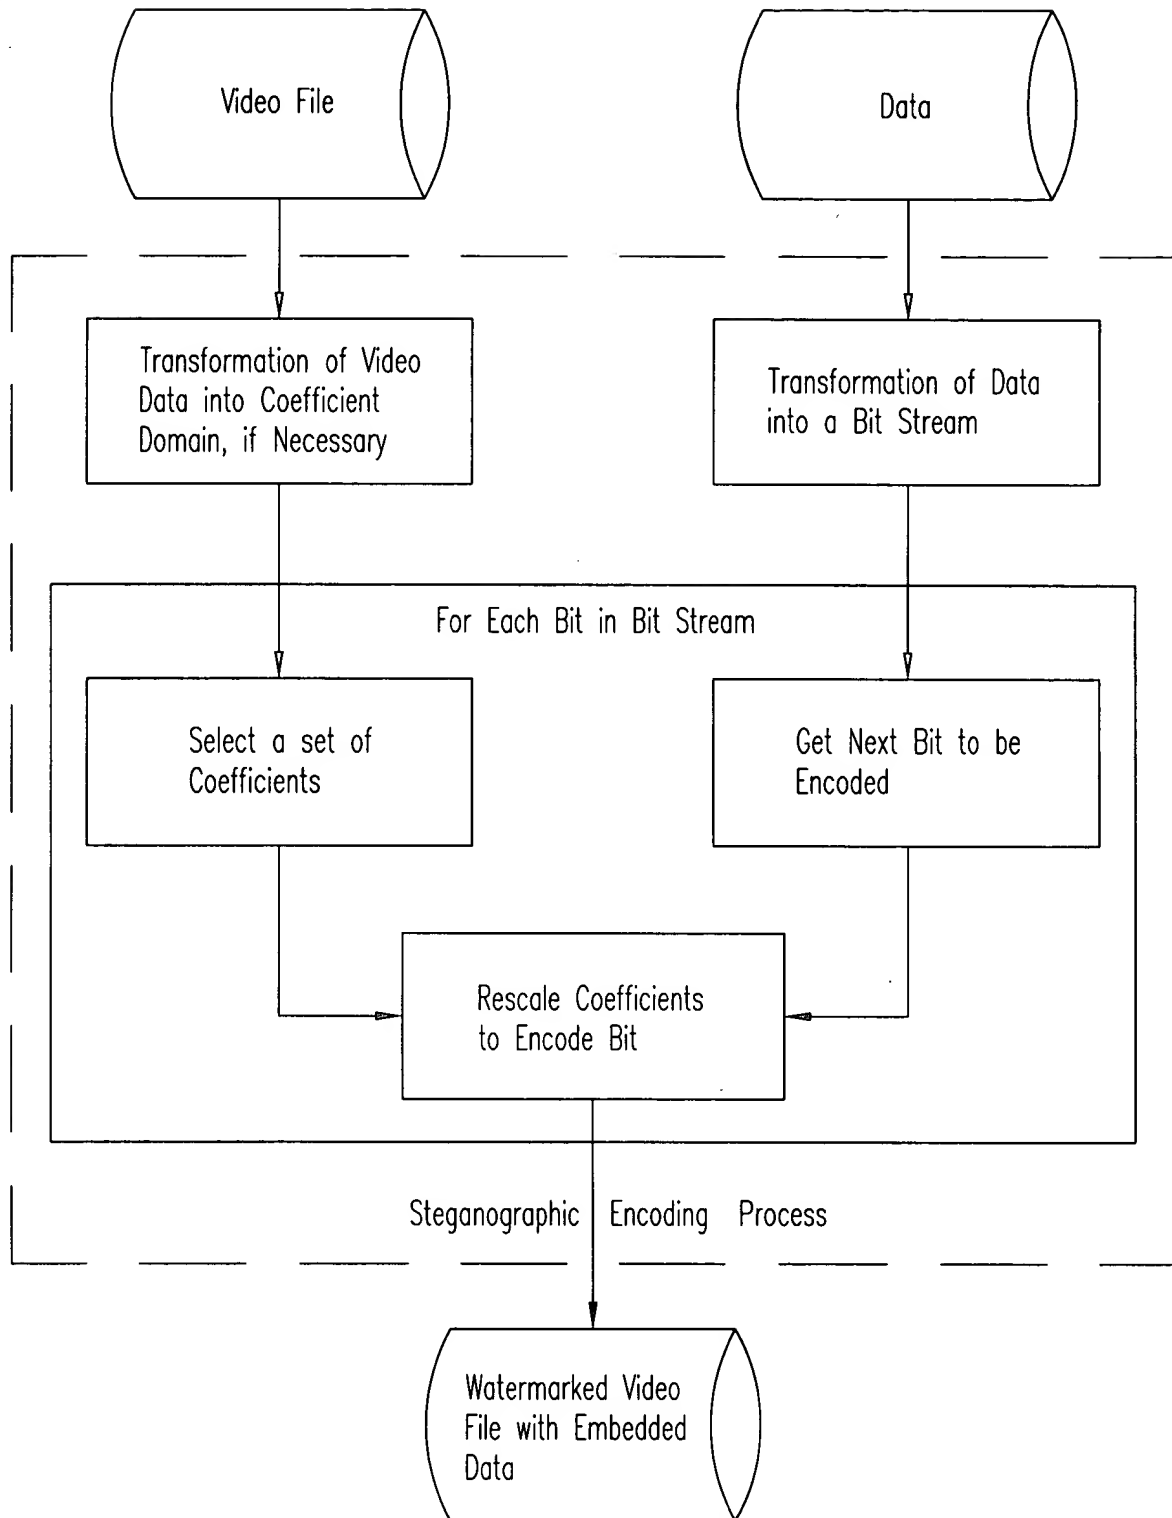 Video File
Data
Transformation of Video
Data into Coefficient
Domain, if Necessary
Transformation of Data
into a Bit Stream
For Each Bit in Bit Stream
Select a set of
Coefficients
Get Next Bit to be
Encoded
Rescale Coefficients
to Encode Bit
Steganographic Encoding Process
Watermarked Video
File with Embedded
Data